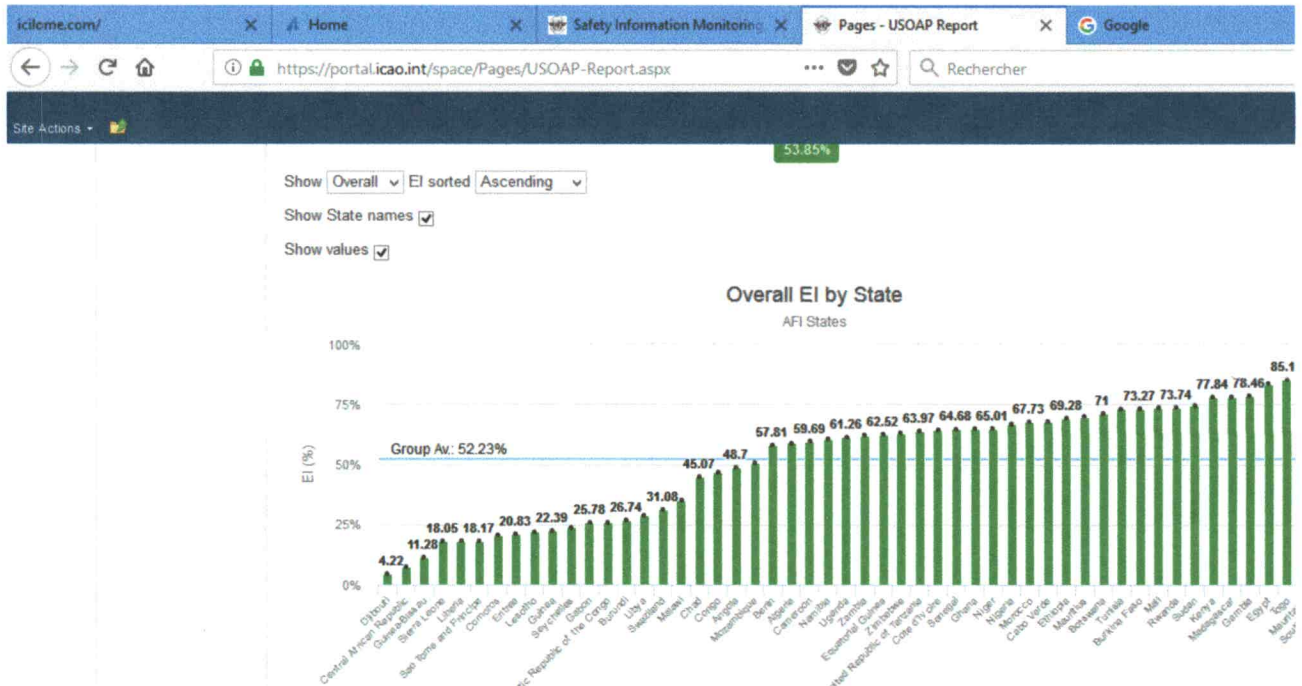 icilome.com/
Home
Safety Information Monitoring
Pages - USOAP Report
Google
https://portal.icao.int/space/Pages/USOAP-Report.aspx
Rechercher
Site Actions
53.85%
Show Overall EI sorted Ascending
Show State names
Show values
Overall EI by State
AFI States
100%
75%
50%
25%
0%
EI (%)
Group Av.: 52.23%
4.22
11.28
18.05
18.17
20.83
22.39
25.78
26.74
31.08
45.07
48.7
57.81
59.69
61.26
62.52
63.97
64.68
65.01
67.73
69.28
71
73.27
73.74
77.84
78.46
85.1
Djibouti
Central African Republic
Guinea-Bissau
Sierra Leone
Liberia
Sao Tome and Principe
Comoros
Eritrea
Lesotho
Guinea
Seychelles
Gabon
tic Republic of the Congo
Burundi
Libya
Swaziland
Malawi
Chad
Congo
Angola
Mozambique
Benin
Algeria
Cameroon
Namibia
Uganda
Zambia
Equatorial Guinea
Zimbabwe
ited Republic of Tanzania
Cote d'Ivoire
Senegal
Ghana
Niger
Nigeria
Morocco
Cabo Verde
Ethiopia
Mauritius
Botswana
Tunisia
Burkina Faso
Mali
Rwanda
Sudan
Kenya
Madagascar
Gambia
Egypt
Togo
Maurita
South